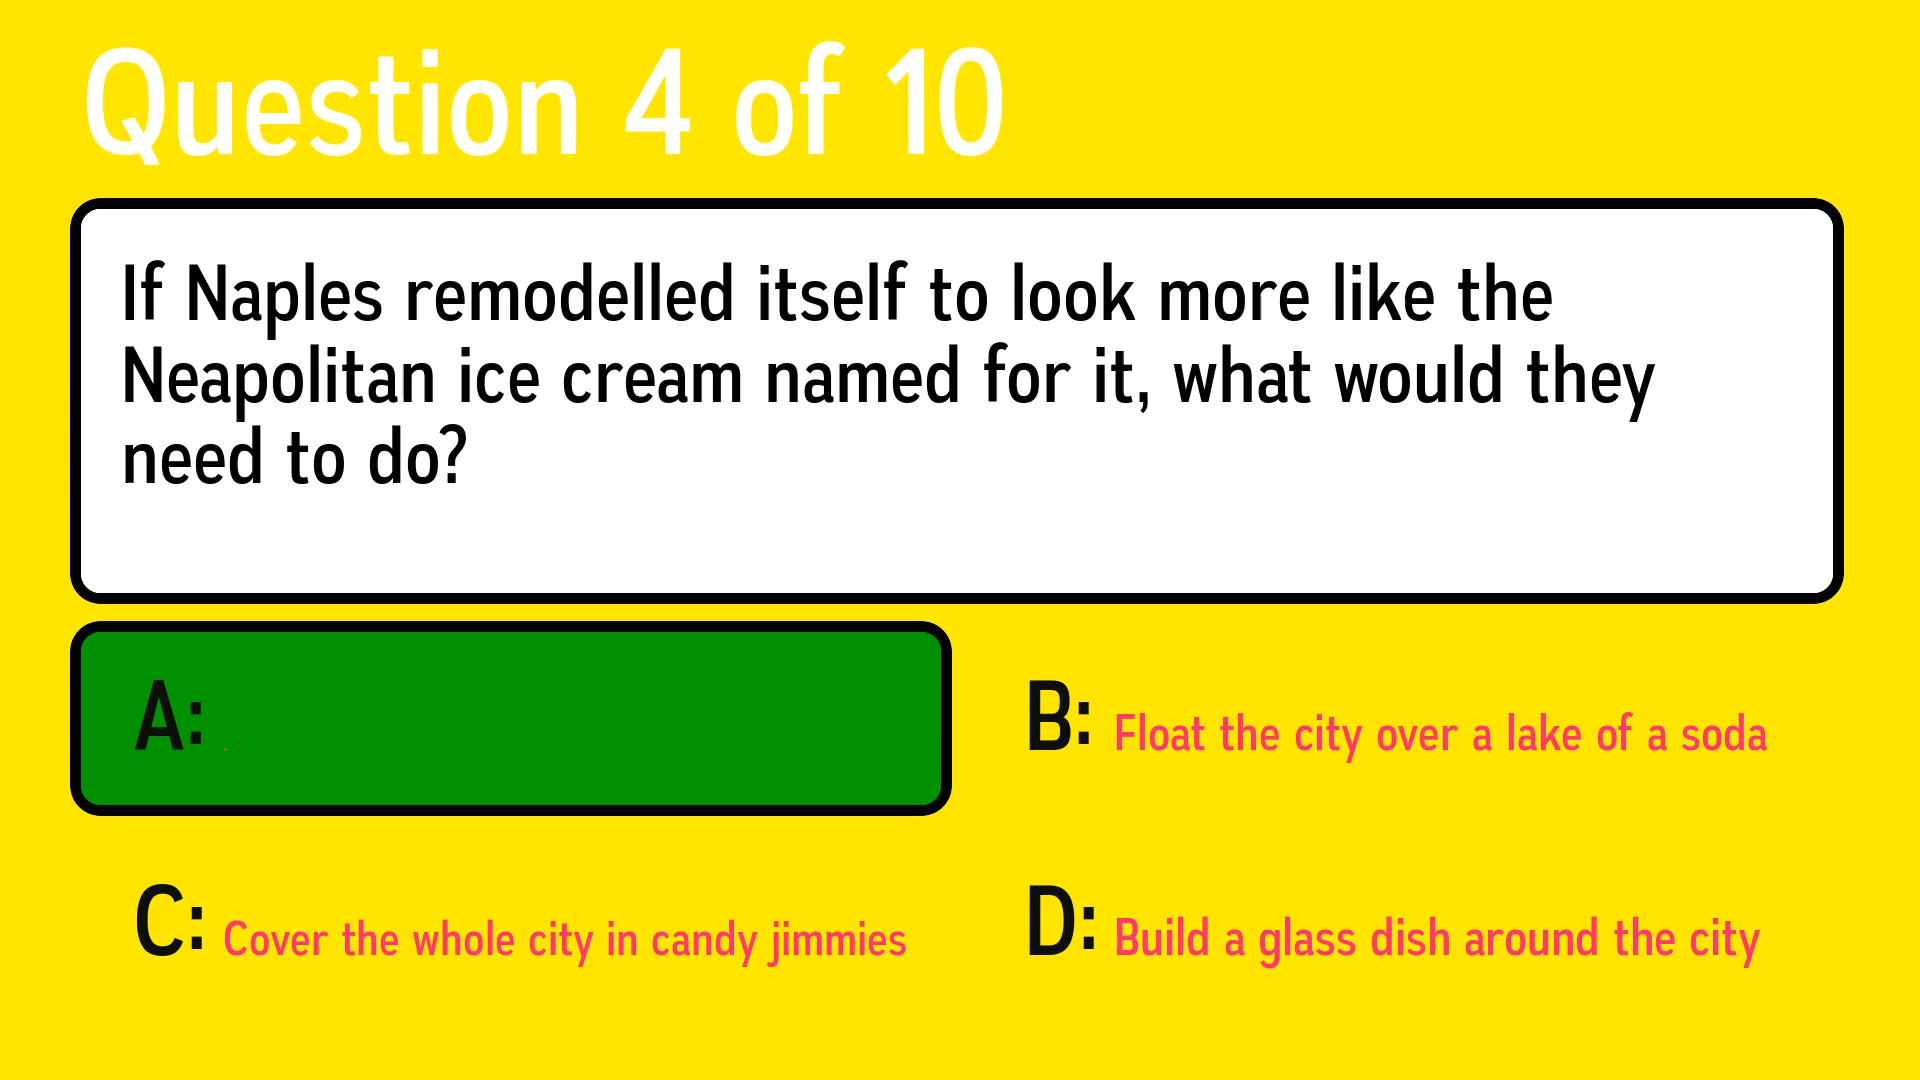 Question 4 of 10
If Naples remodelled itself to look more like the
Neapolitan ice cream named for it, what would they
need to do?
A: .
B: Float the city over a lake of a soda
C: Cover the whole city in candy jimmies
D: Build a glass dish around the city